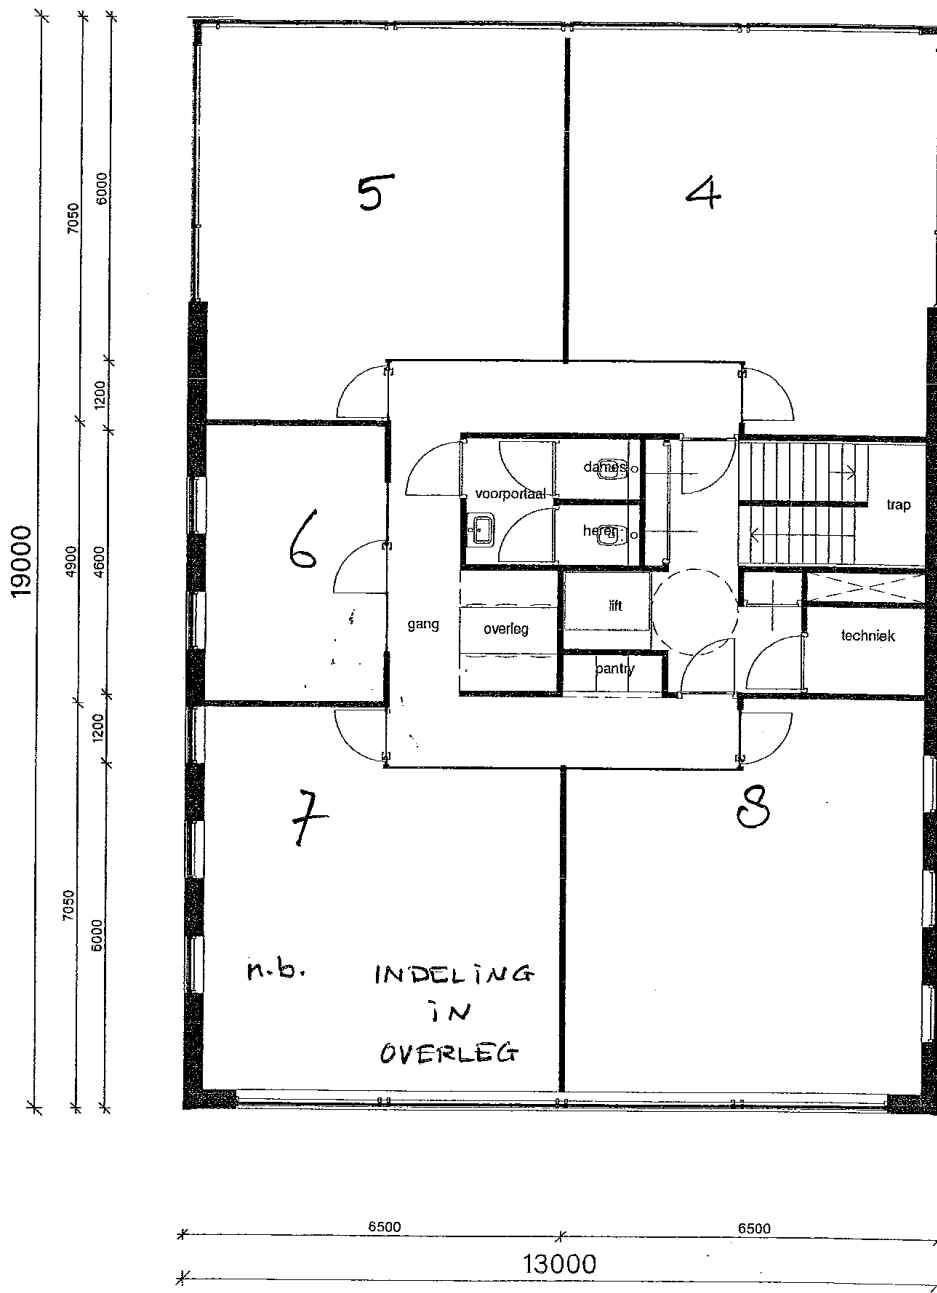 5
4
6000
7050
1200
dames
voorportaal
trap
heren
6
19000
4900
4600
lift
gang
overleg
techniek
pantry
1200
7
8
7050
6000
n.b.
INDELING
IN
OVERLEG
6500
6500
13000